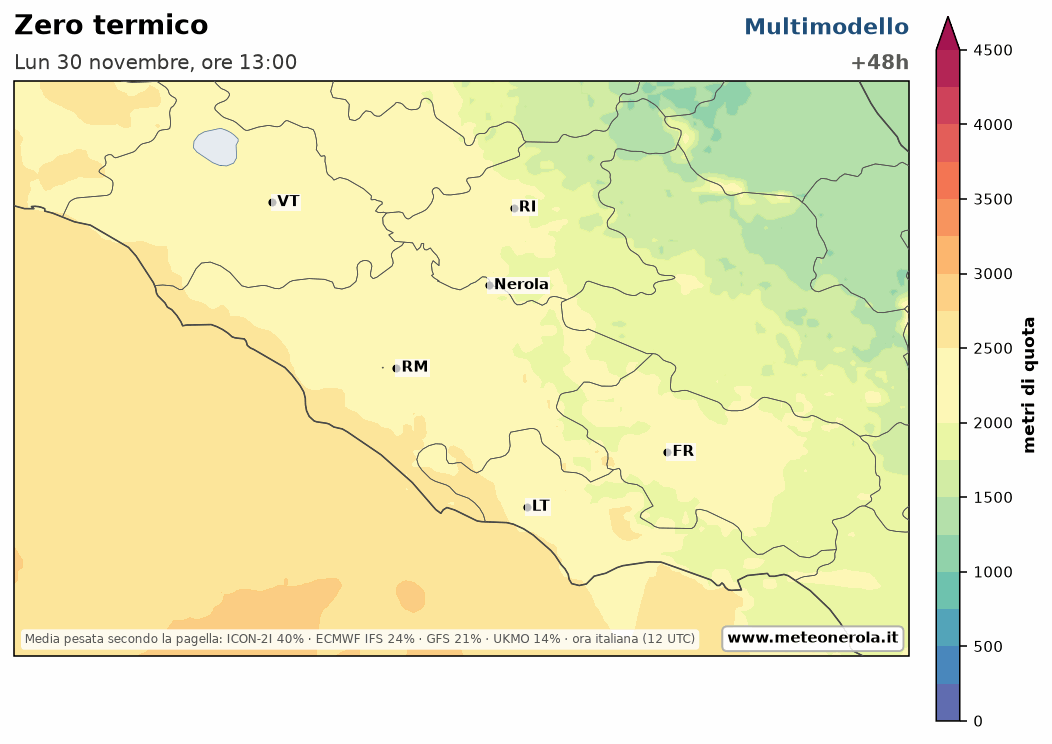 Zero termico
Multimodello
Lun 30 novembre, ore 13:00
+48h
4500
4000
3500
3000
2500
2000
1500
1000
500
0
metri di quota
VT
RI
Nerola
RM
FR
LT
Media pesata secondo la pagella: ICON-2I 40% · ECMWF IFS 24% · GFS 21% · UKMO 14% · ora italiana (12 UTC)
www.meteonerola.it